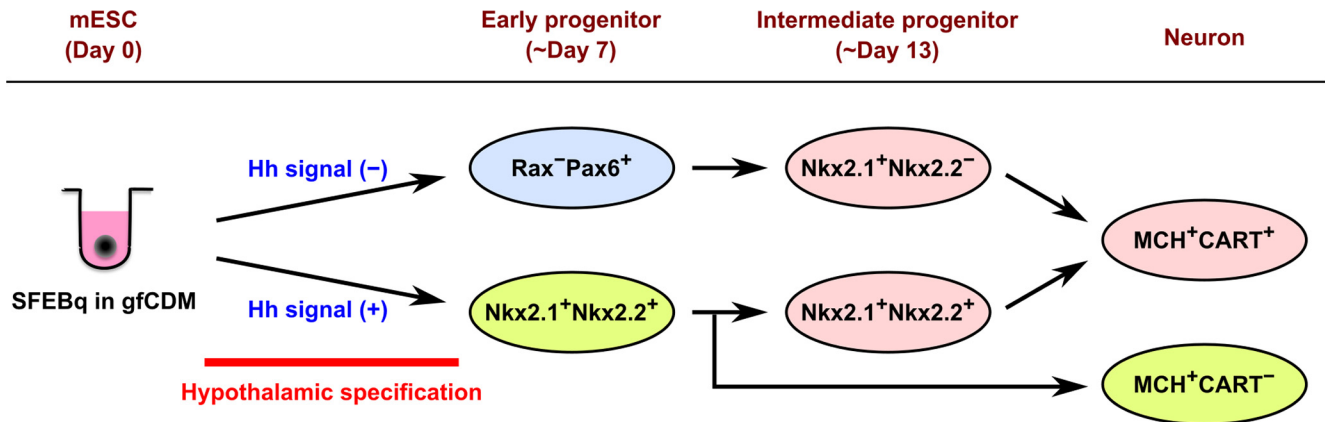 mESC
(Day 0)
Early progenitor
(~Day 7)
Intermediate progenitor
(~Day 13)
Neuron
Hh signal (−)
Rax⁻Pax6⁺
Nkx2.1⁺Nkx2.2⁻
MCH⁺CART⁺
SFEBq in gfCDM
Hh signal (+)
Nkx2.1⁺Nkx2.2⁺
Nkx2.1⁺Nkx2.2⁺
Hypothalamic specification
MCH⁺CART⁻